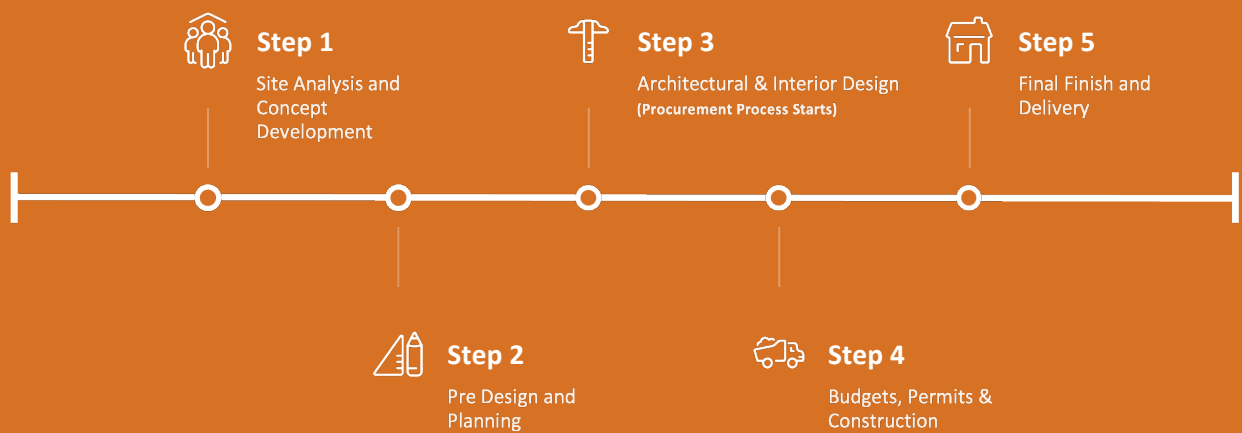 Step 1
Site Analysis and
Concept
Development
Step 2
Pre Design and
Planning
Step 3
Architectural & Interior Design
(Procurement Process Starts)
Step 4
Budgets, Permits &
Construction
Step 5
Final Finish and
Delivery